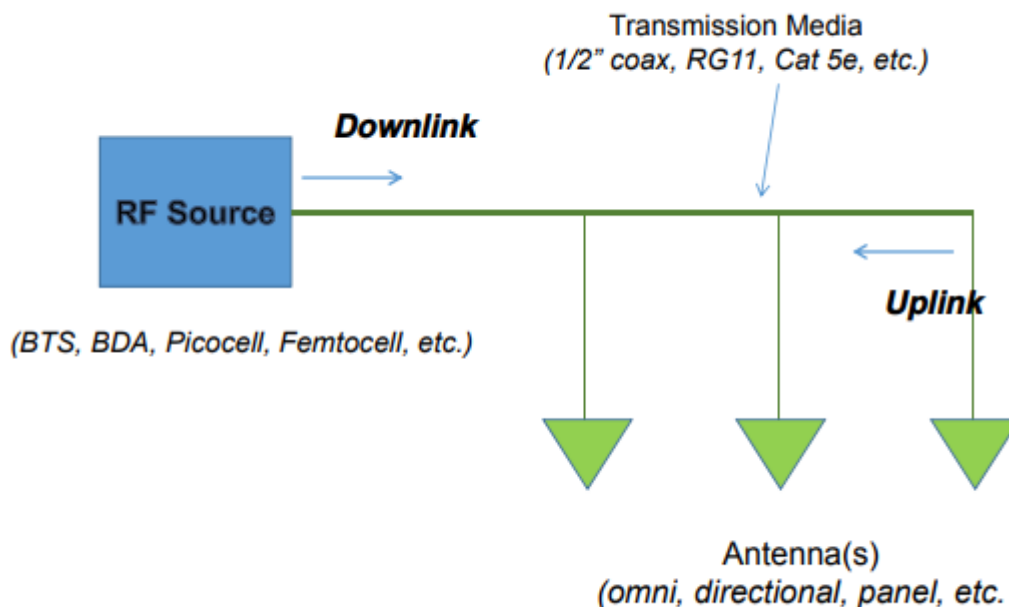 Transmission Media
(1/2” coax, RG11, Cat 5e, etc.)
Downlink
RF Source
Uplink
(BTS, BDA, Picocell, Femtocell, etc.)
Antenna(s)
(omni, directional, panel, etc.